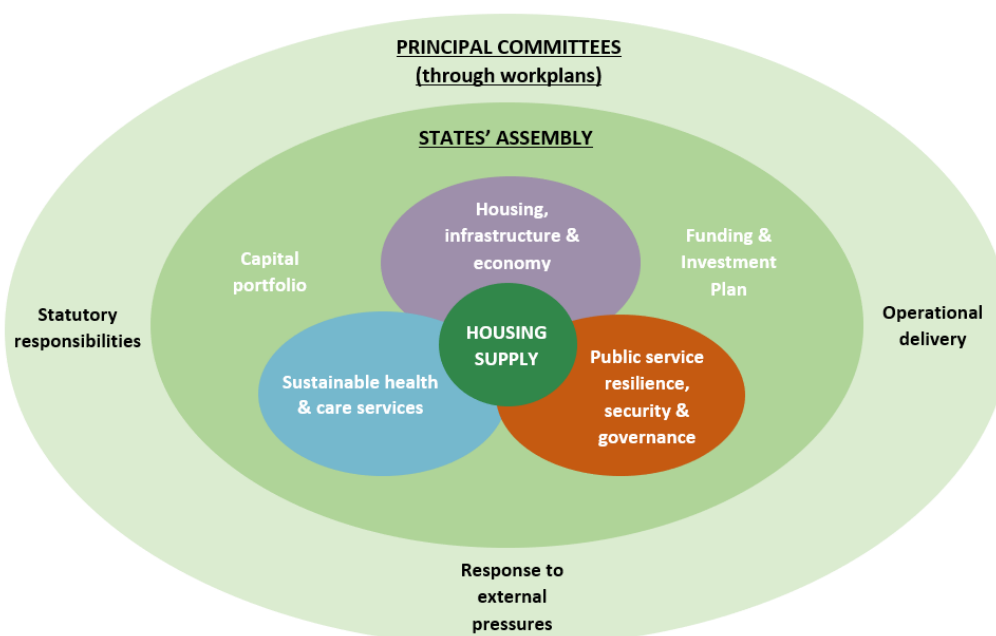 PRINCIPAL COMMITTEES
(through workplans)
STATES’ ASSEMBLY
Housing,
infrastructure &
economy
Capital
portfolio
Funding &
Investment
Plan
Statutory
responsibilities
Operational
delivery
HOUSING
SUPPLY
Sustainable health
& care services
Public service
resilience,
security &
governance
Response to
external
pressures